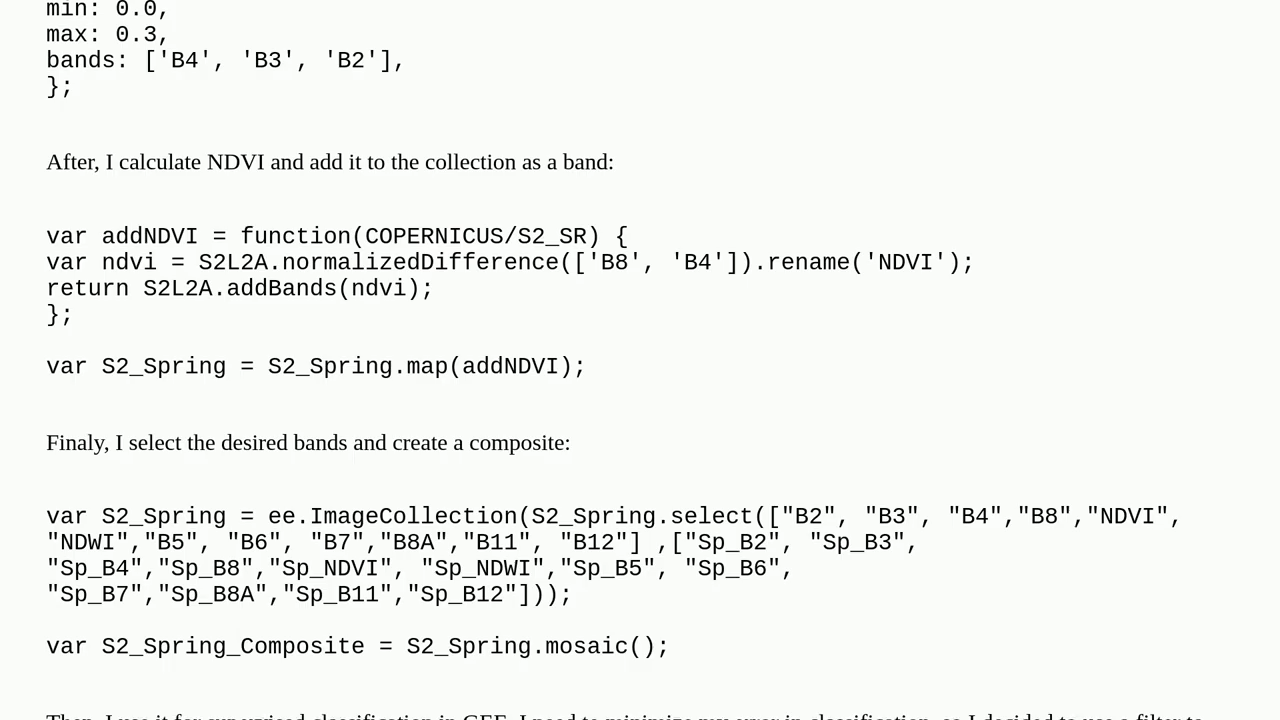 min: 0.0,
max: 0.3,
bands: ['B4', 'B3', 'B2'],
};
After, I calculate NDVI and add it to the collection as a band:
var addNDVI = function(COPERNICUS/S2_SR) {
var ndvi = S2L2A.normalizedDifference(['B8', 'B4']).rename('NDVI');
return S2L2A.addBands(ndvi);
};
var S2_Spring = S2_Spring.map(addNDVI);
Finaly, I select the desired bands and create a composite:
var S2_Spring = ee.ImageCollection(S2_Spring.select(["B2", "B3", "B4","B8","NDVI",
"NDWI","B5", "B6", "B7","B8A","B11", "B12"] ,["Sp_B2", "Sp_B3",
"Sp_B4","Sp_B8","Sp_NDVI", "Sp_NDWI","Sp_B5", "Sp_B6",
"Sp_B7","Sp_B8A","Sp_B11","Sp_B12"]));
var S2_Spring_Composite = S2_Spring.mosaic();